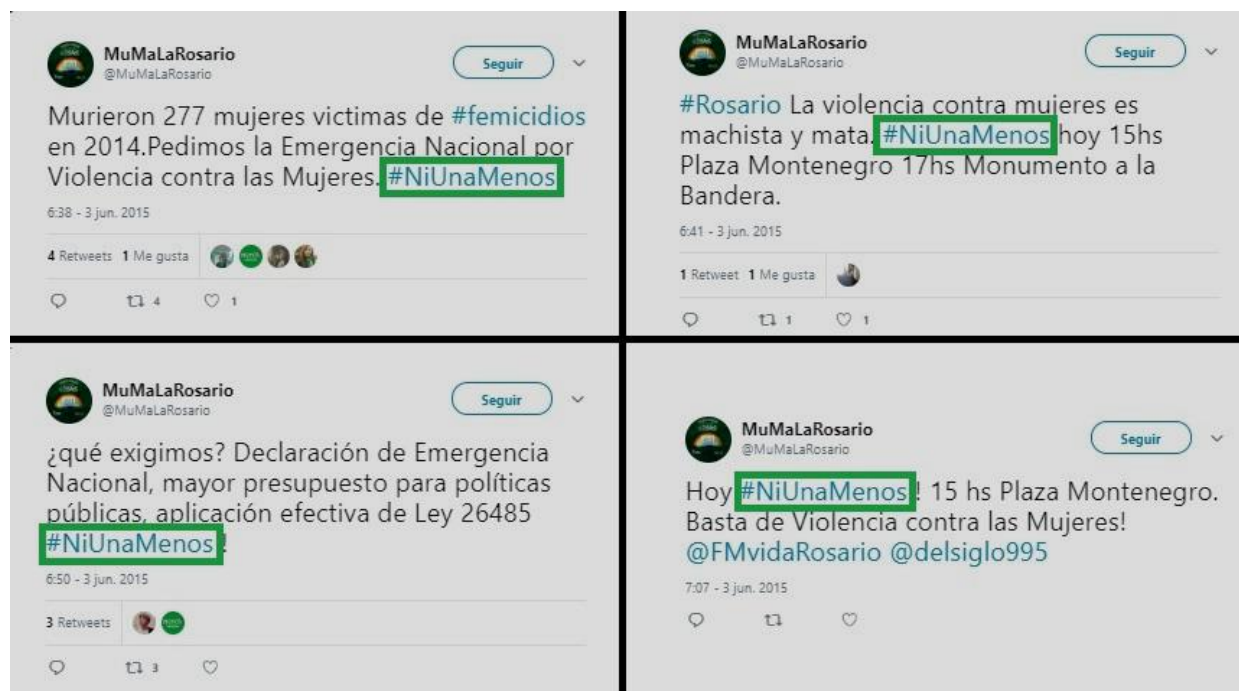 MuMaLaRosario
@MuMaLaRosario
Seguir
Murieron 277 mujeres victimas de #femicidios
en 2014.Pedimos la Emergencia Nacional por
Violencia contra las Mujeres. #NiUnaMenos
6:38 - 3 jun. 2015
4 Retweets 1 Me gusta
4 1
MuMaLaRosario
@MuMaLaRosario
Seguir
#Rosario La violencia contra mujeres es
machista y mata. #NiUnaMenos hoy 15hs
Plaza Montenegro 17hs Monumento a la
Bandera.
6:41 - 3 jun. 2015
1 Retweet 1 Me gusta
1 1
MuMaLaRosario
@MuMaLaRosario
Seguir
¿qué exigimos? Declaración de Emergencia
Nacional, mayor presupuesto para políticas
públicas, aplicación efectiva de Ley 26485
#NiUnaMenos !
6:50 - 3 jun. 2015
3 Retweets
3
MuMaLaRosario
@MuMaLaRosario
Seguir
Hoy #NiUnaMenos ! 15 hs Plaza Montenegro.
Basta de Violencia contra las Mujeres!
@FMvidaRosario @delsiglo995
7:07 - 3 jun. 2015